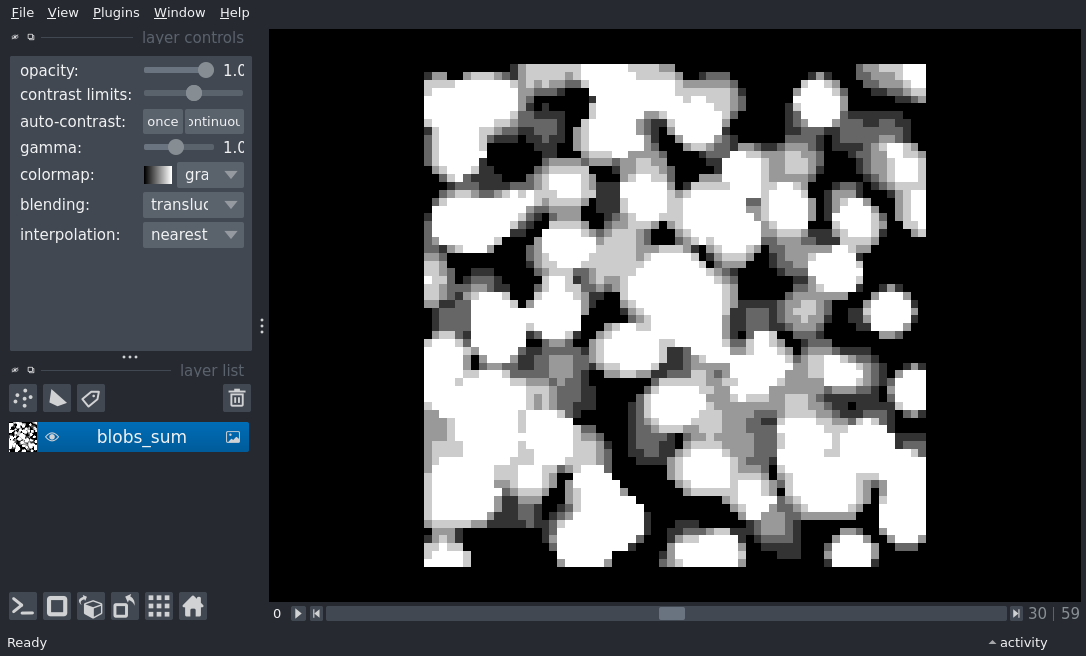 File View Plugins Window Help
layer controls
opacity: 1.0
contrast limits:
auto-contrast: once ontinuou
gamma: 1.0
colormap: gra
blending: transluc
interpolation: nearest
layer list
blobs_sum
0 30 | 59
Ready activity